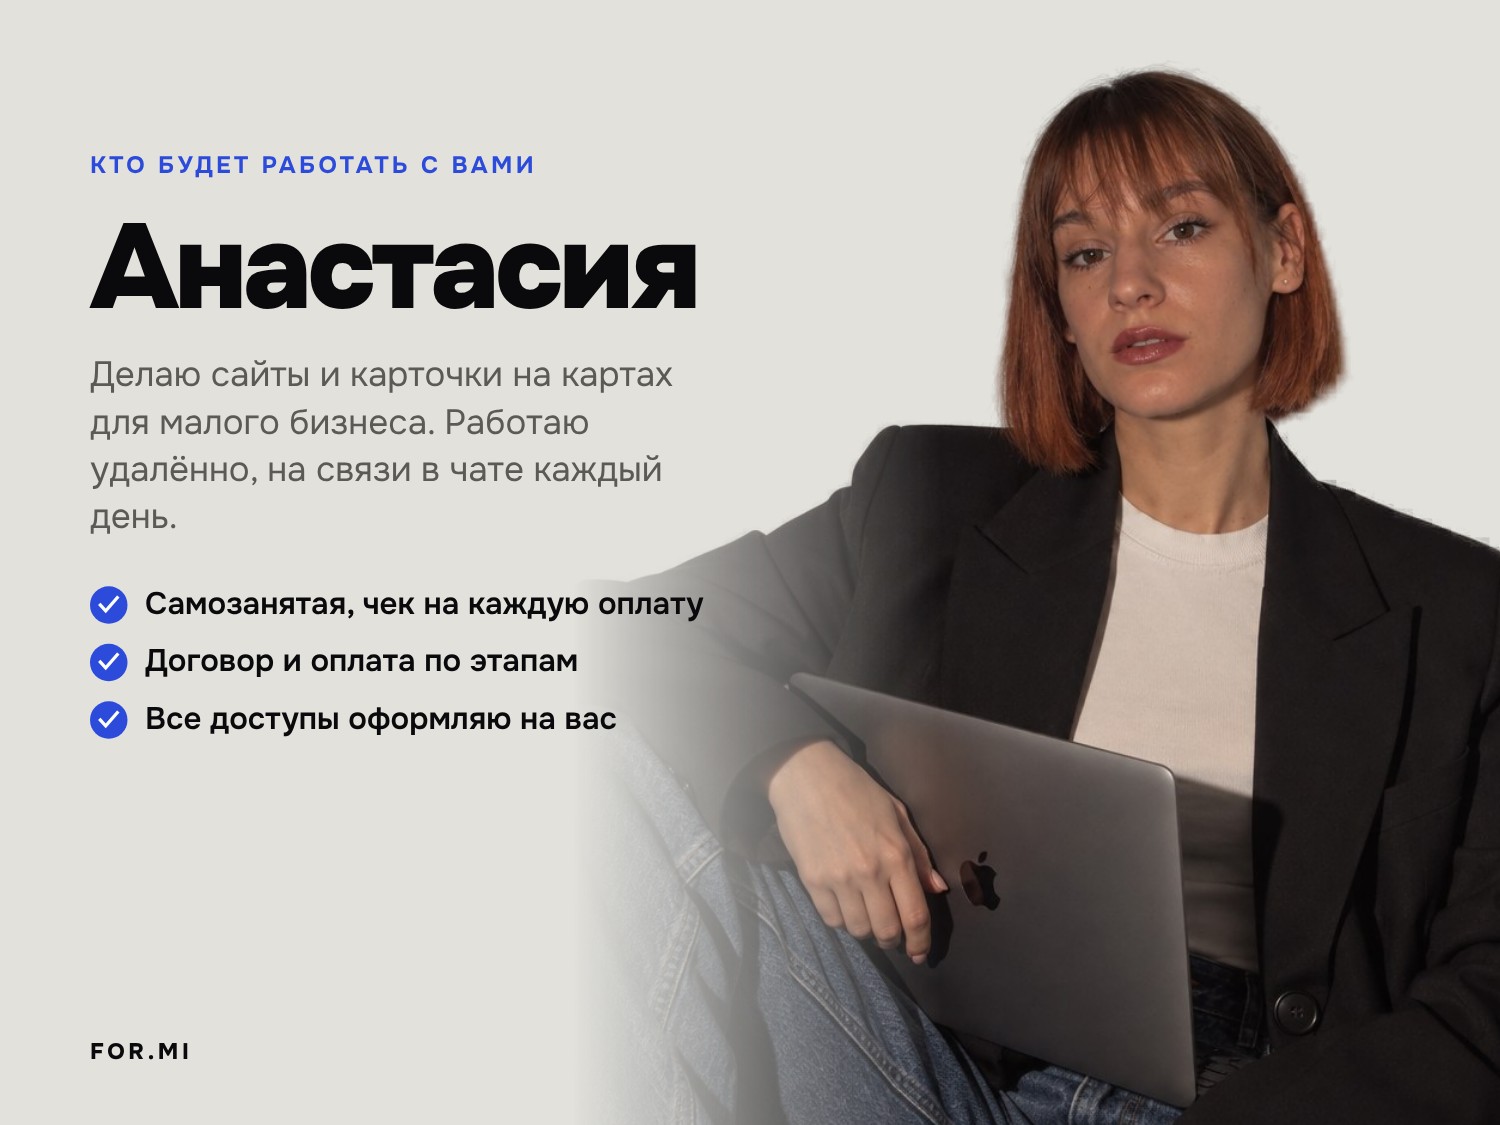 КТО БУДЕТ РАБОТАТЬ С ВАМИ
Анастасия
Делаю сайты и карточки на картах
для малого бизнеса. Работаю
удалённо, на связи в чате каждый
день.
Самозанятая, чек на каждую оплату
Договор и оплата по этапам
Все доступы оформляю на вас
FOR.MI